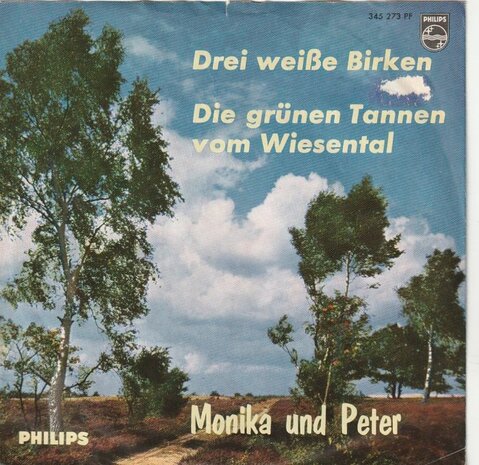 345 273 PF
PHILIPS
Drei weiße Birken
Die grünen Tannen
vom Wiesental
Monika und Peter
PHILIPS